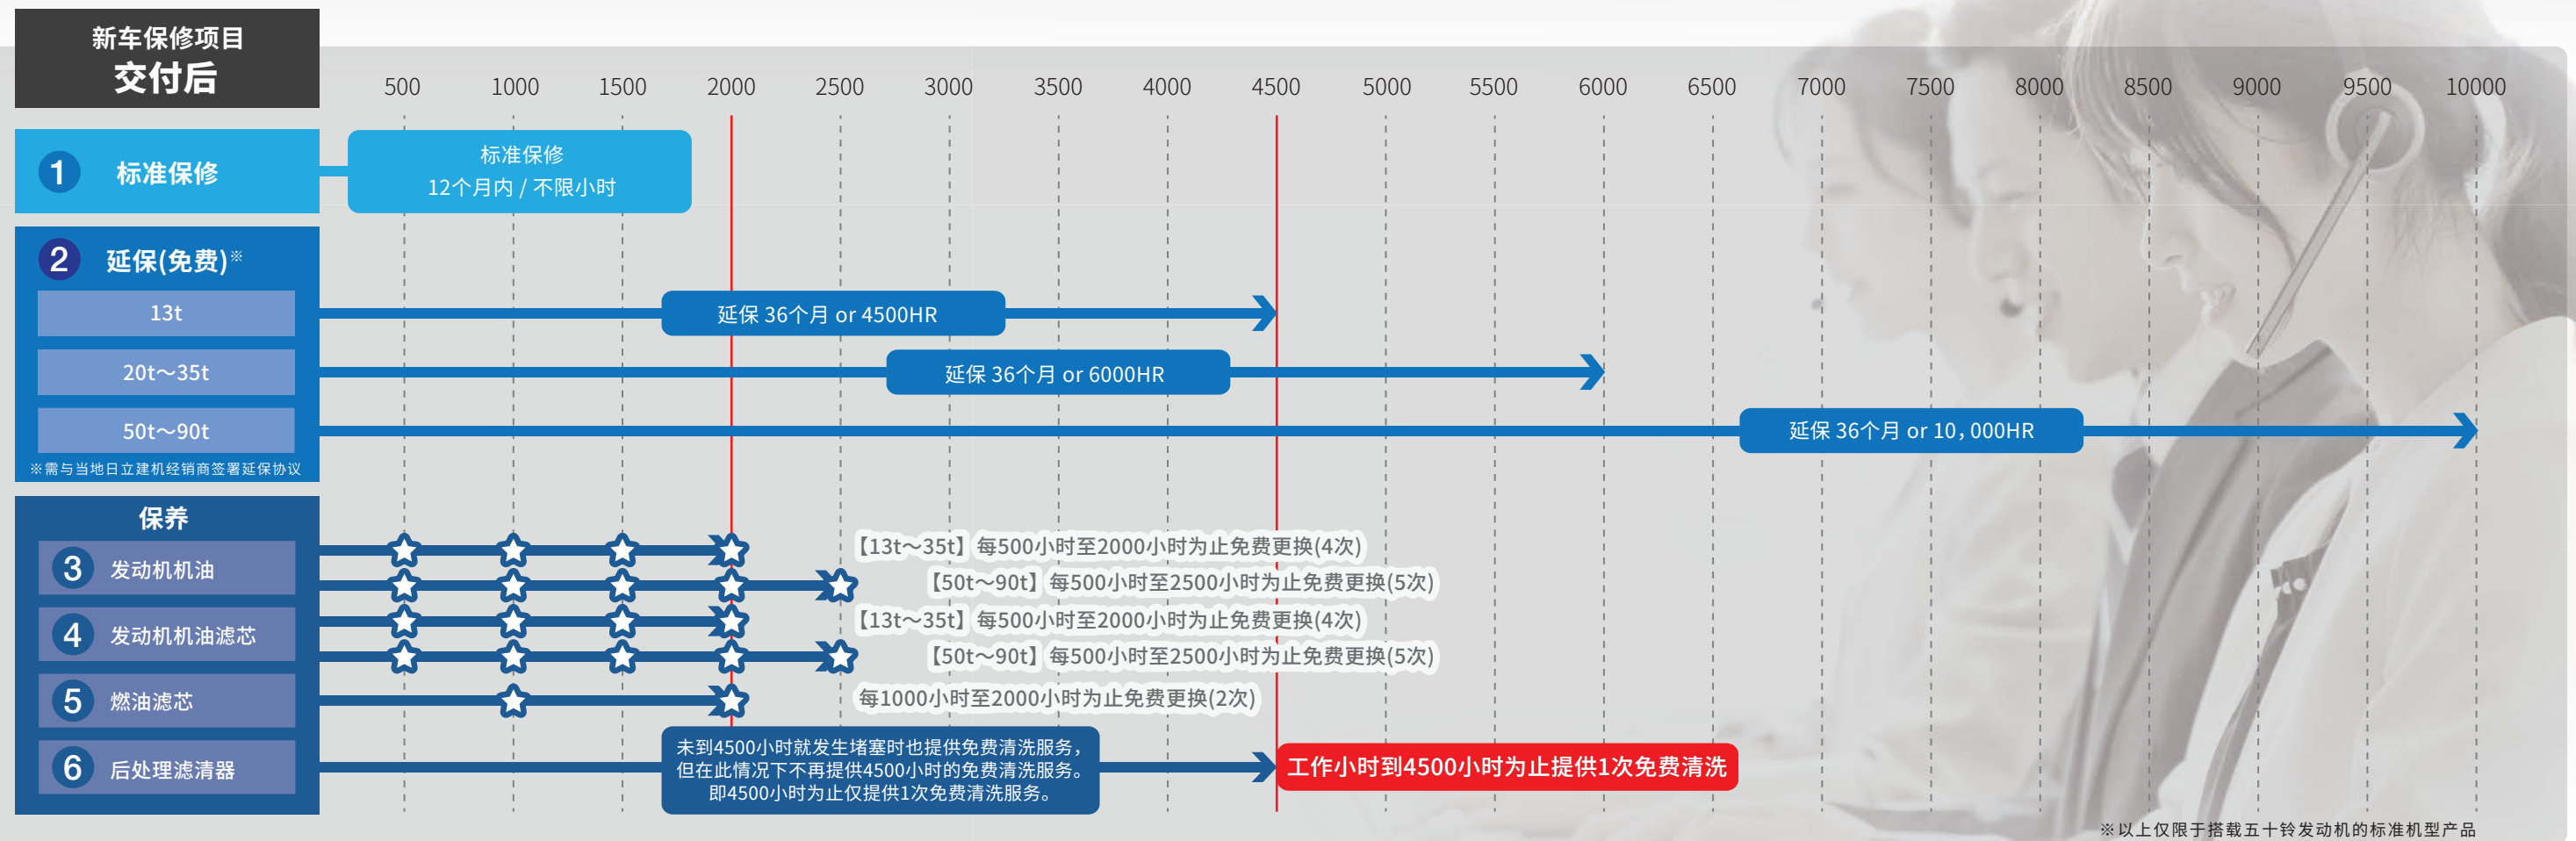 新车保修项目
交付后
500 1000 1500 2000 2500 3000 3500 4000 4500 5000 5500 6000 6500 7000 7500 8000 8500 9000 9500 10000
1 标准保修
标准保修
12个月内 / 不限小时
2 延保(免费)※
13t
延保 36个月 or 4500HR
20t～35t
延保 36个月 or 6000HR
50t～90t
延保 36个月 or 10，000HR
※需与当地日立建机经销商签署延保协议
保养
3 发动机机油
【13t～35t】每500小时至2000小时为止免费更换(4次)
【50t～90t】每500小时至2500小时为止免费更换(5次)
4 发动机机油滤芯
【13t～35t】每500小时至2000小时为止免费更换(4次)
【50t～90t】每500小时至2500小时为止免费更换(5次)
5 燃油滤芯
每1000小时至2000小时为止免费更换(2次)
6 后处理滤清器
未到4500小时就发生堵塞时也提供免费清洗服务，
但在此情况下不再提供4500小时的免费清洗服务。
即4500小时为止仅提供1次免费清洗服务。
工作小时到4500小时为止提供1次免费清洗
※以上仅限于搭载五十铃发动机的标准机型产品